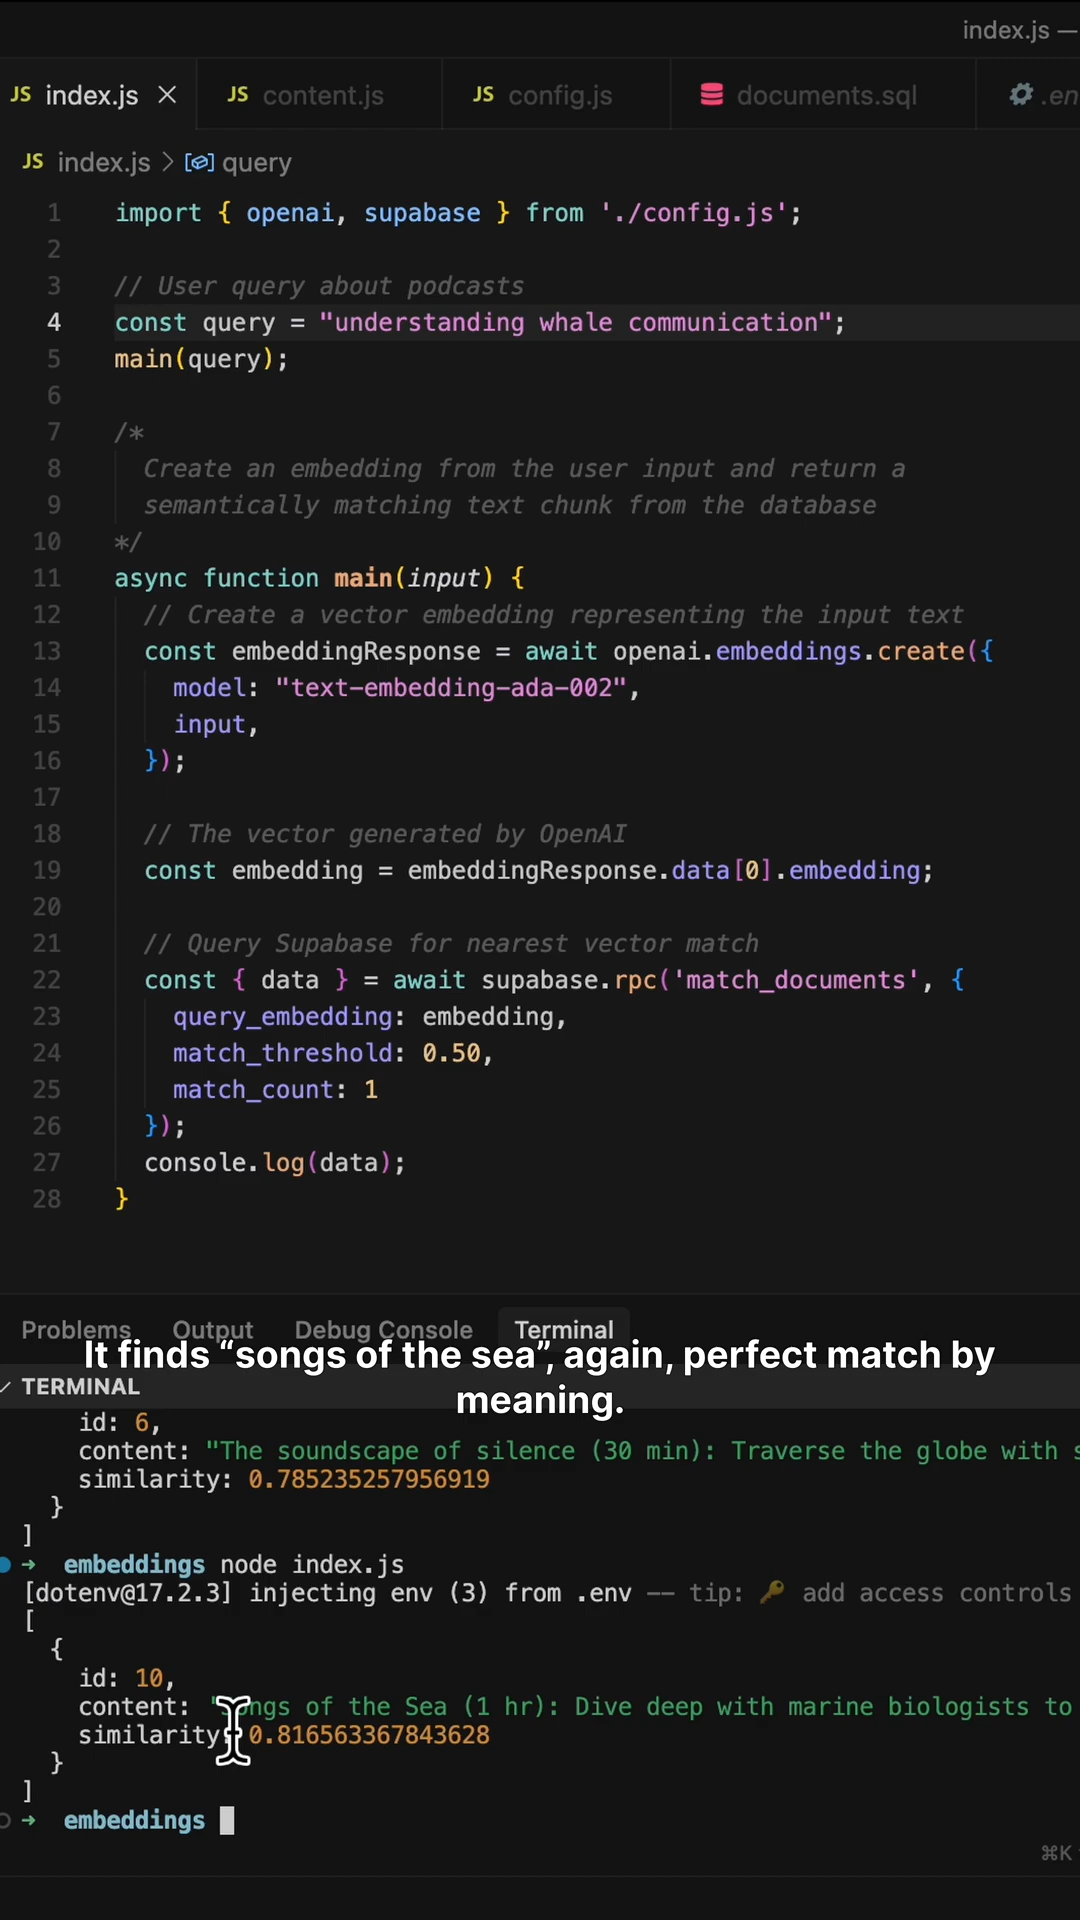 index.js —
JS index.js × JS content.js JS config.js documents.sql .en
JS index.js > query
1 import { openai, supabase } from './config.js';
2
3 // User query about podcasts
4 const query = "understanding whale communication";
5 main(query);
6
7 /*
8 Create an embedding from the user input and return a
9 semantically matching text chunk from the database
10 */
11 async function main(input) {
12 // Create a vector embedding representing the input text
13 const embeddingResponse = await openai.embeddings.create({
14 model: "text-embedding-ada-002",
15 input,
16 });
17
18 // The vector generated by OpenAI
19 const embedding = embeddingResponse.data[0].embedding;
20
21 // Query Supabase for nearest vector match
22 const { data } = await supabase.rpc('match_documents', {
23 query_embedding: embedding,
24 match_threshold: 0.50,
25 match_count: 1
26 });
27 console.log(data);
28 }
Problems Output Debug Console Terminal
It finds “songs of the sea”, again, perfect match by
meaning.
TERMINAL
id: 6,
content: "The soundscape of silence (30 min): Traverse the globe with s
similarity: 0.785235257956919
}
]
→ embeddings node index.js
[dotenv@17.2.3] injecting env (3) from .env -- tip: 🔑 add access controls
[
{
id: 10,
content: "Songs of the Sea (1 hr): Dive deep with marine biologists to
similarity: 0.816563367843628
}
]
→ embeddings
⌘K